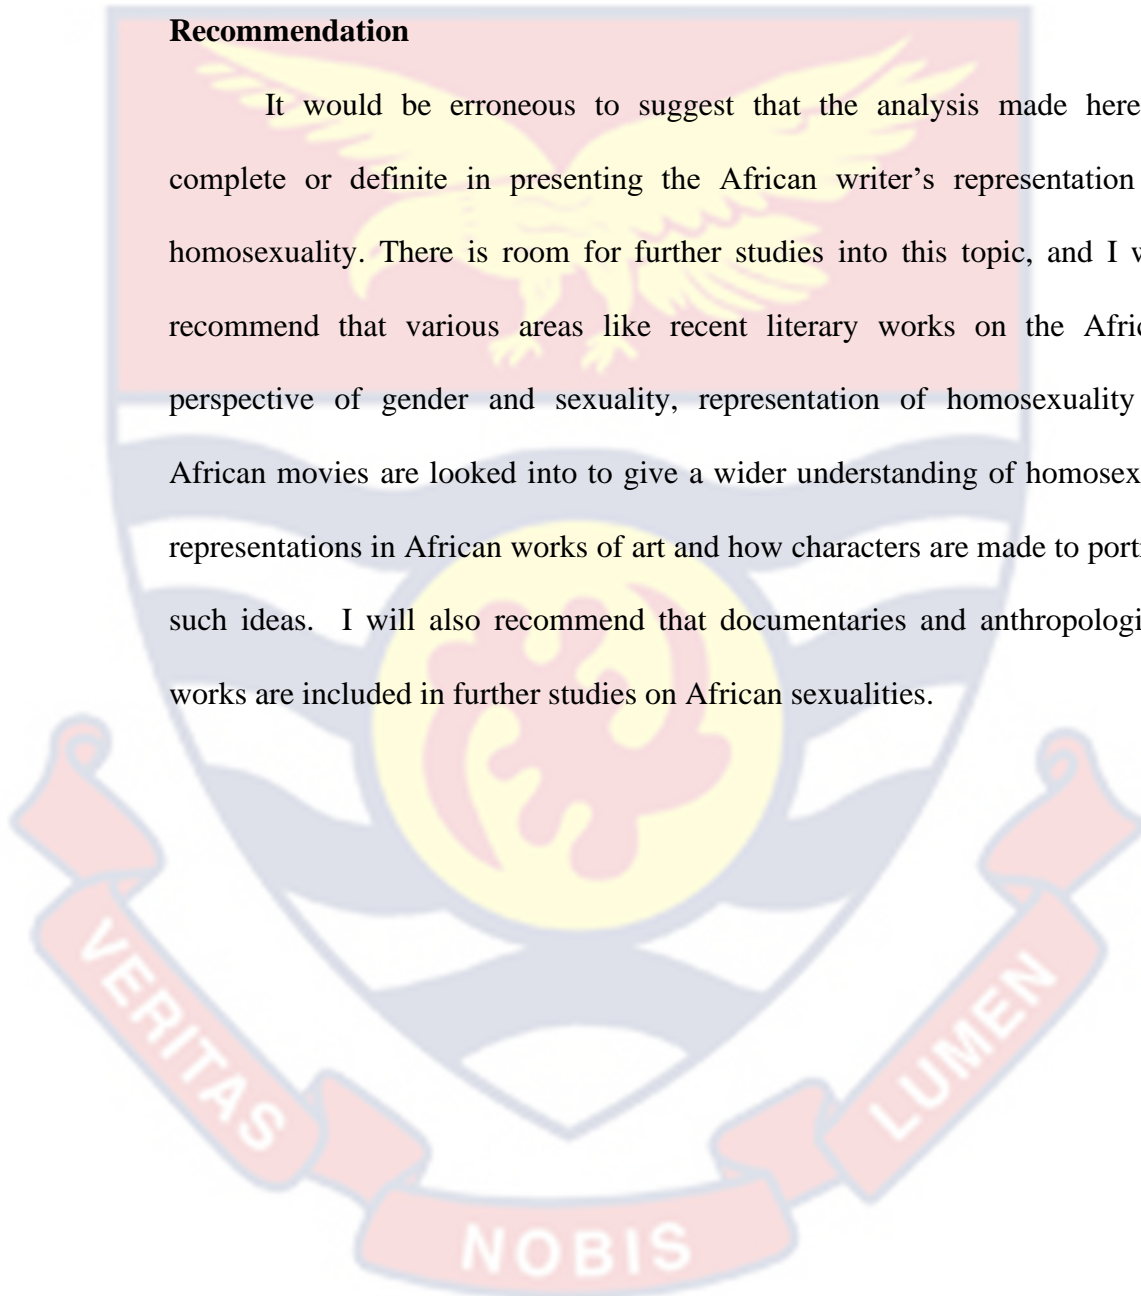 Recommendation
It would be erroneous to suggest that the analysis made here
complete or definite in presenting the African writer’s representation
homosexuality. There is room for further studies into this topic, and I w
recommend that various areas like recent literary works on the Afric
perspective of gender and sexuality, representation of homosexuality
African movies are looked into to give a wider understanding of homosex
representations in African works of art and how characters are made to port
such ideas. I will also recommend that documentaries and anthropologi
works are included in further studies on African sexualities.
VERITAS
NOBIS
LUMEN